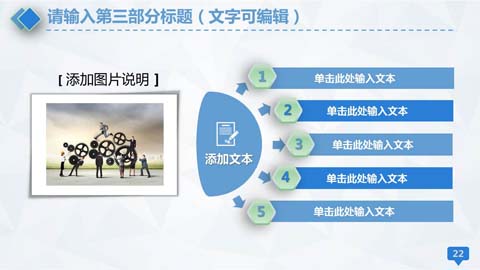 请输入第三部分标题（文字可编辑）
[ 添加图片说明 ]
添加文本
1
单击此处输入文本
2
单击此处输入文本
3
单击此处输入文本
4
单击此处输入文本
5
单击此处输入文本
22